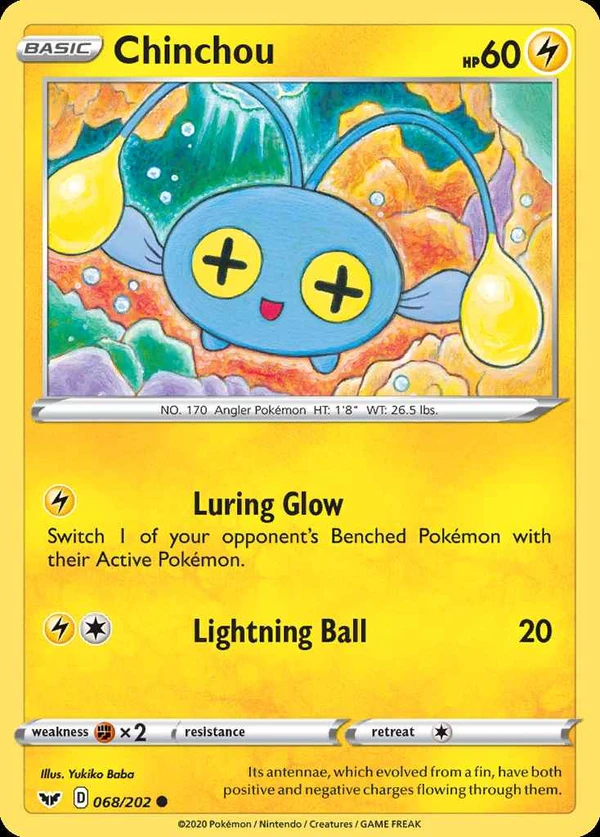 BASIC Chinchou HP60
NO. 170 Angler Pokémon HT: 1'8" WT: 26.5 lbs.
Luring Glow
Switch 1 of your opponent's Benched Pokémon with
their Active Pokémon.
Lightning Ball 20
weakness ×2 resistance retreat
Illus. Yukiko Baba
Its antennae, which evolved from a fin, have both
positive and negative charges flowing through them.
D 068/202
©2020 Pokémon / Nintendo / Creatures / GAME FREAK